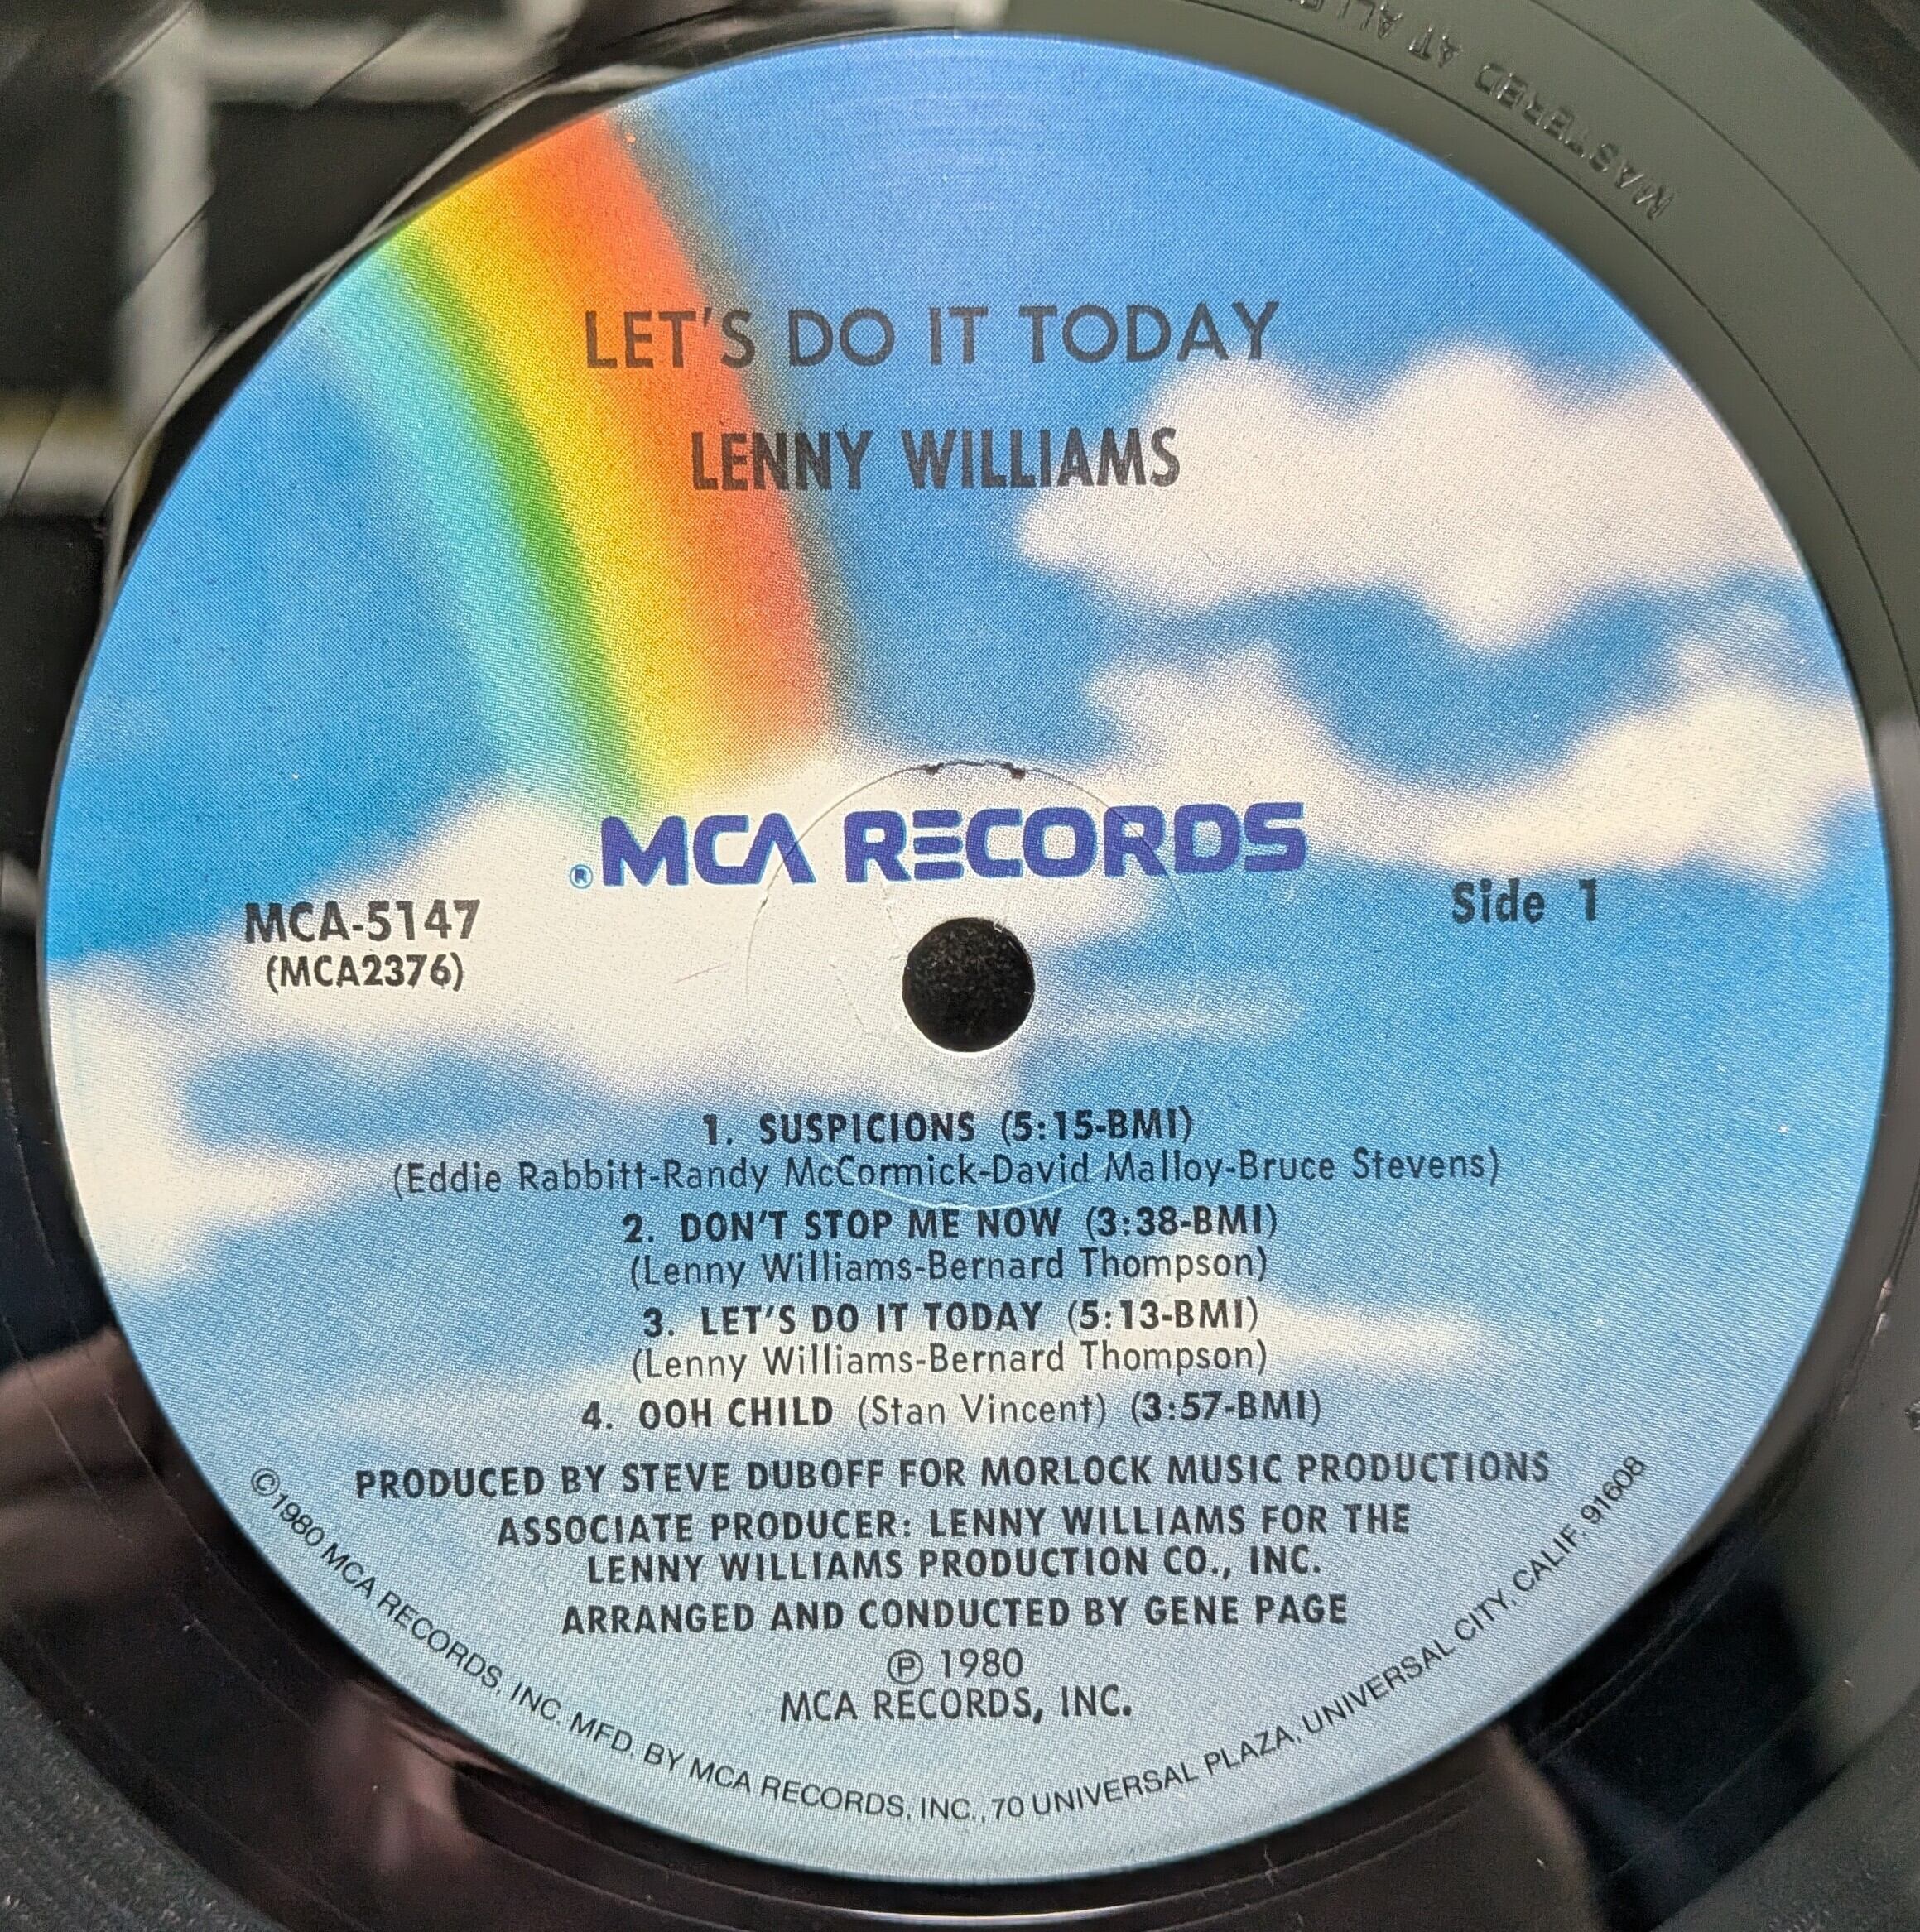 MASTERED AT ALLEN
LET'S DO IT TODAY
LENNY WILLIAMS
®MCA RECORDS
MCA-5147
(MCA2376)
Side 1
1. SUSPICIONS (5:15-BMI)
(Eddie Rabbitt-Randy McCormick-David Malloy-Bruce Stevens)
2. DON'T STOP ME NOW (3:38-BMI)
(Lenny Williams-Bernard Thompson)
3. LET'S DO IT TODAY (5:13-BMI)
(Lenny Williams-Bernard Thompson)
4. OOH CHILD (Stan Vincent) (3:57-BMI)
PRODUCED BY STEVE DUBOFF FOR MORLOCK MUSIC PRODUCTIONS
ASSOCIATE PRODUCER: LENNY WILLIAMS FOR THE
LENNY WILLIAMS PRODUCTION CO., INC.
ARRANGED AND CONDUCTED BY GENE PAGE
℗ 1980
MCA RECORDS, INC.
©1980 MCA RECORDS, INC. MFD. BY MCA RECORDS, INC., 70 UNIVERSAL PLAZA, UNIVERSAL CITY, CALIF. 91608